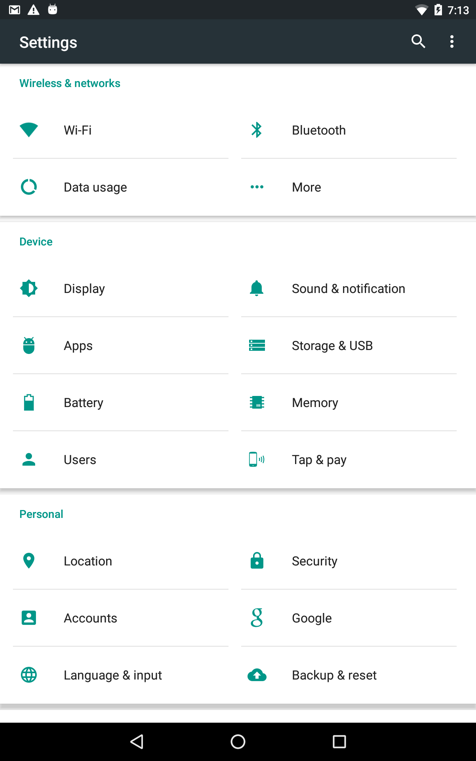 7:13
Settings
Wireless & networks
Wi-Fi
Bluetooth
Data usage
More
Device
Display
Sound & notification
Apps
Storage & USB
Battery
Memory
Users
Tap & pay
Personal
Location
Security
Accounts
Google
Language & input
Backup & reset